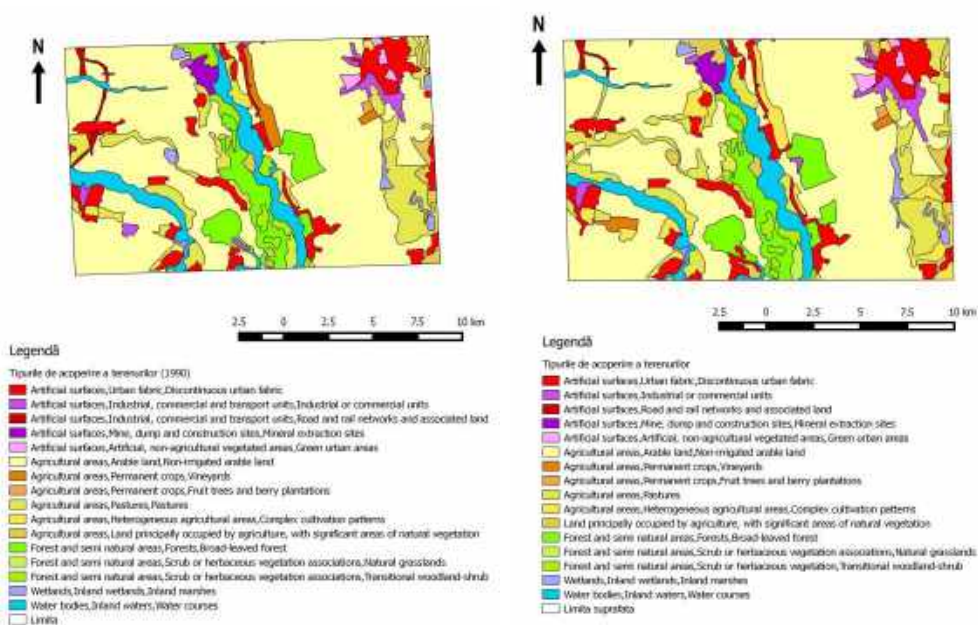 N
2.5 0 2.5 5 7.5 10 km
Legendă
Tipurile de acoperire a terenurilor (1990)
Artificial surfaces,Urban fabric,Discontinuous urban fabric
Artificial surfaces,Industrial, commercial and transport units,Industrial or commercial units
Artificial surfaces,Industrial, commercial and transport units,Road and rail networks and associated land
Artificial surfaces,Mine, dump and construction sites,Mineral extraction sites
Artificial surfaces,Artificial, non-agricultural vegetated areas,Green urban areas
Agricultural areas,Arable land,Non-irrigated arable land
Agricultural areas,Permanent crops,Vineyards
Agricultural areas,Permanent crops,Fruit trees and berry plantations
Agricultural areas,Pastures,Pastures
Agricultural areas,Heterogeneous agricultural areas,Complex cultivation patterns
Agricultural areas,Land principally occupied by agriculture, with significant areas of natural vegetation
Forest and semi natural areas,Forests,Broad-leaved forest
Forest and semi natural areas,Scrub or herbaceous vegetation associations,Natural grasslands
Forest and semi natural areas,Scrub or herbaceous vegetation associations,Transitional woodland-shrub
Wetlands,Inland wetlands,Inland marshes
Water bodies,Inland waters,Water courses
Limita
N
2.5 0 2.5 5 7.5 10 km
Legendă
Tipurile de acoperire a terenurilor
Artificial surfaces,Urban fabric,Discontinuous urban fabric
Artificial surfaces,Industrial or commercial units
Artificial surfaces,Road and rail networks and associated land
Artificial surfaces,Mine, dump and construction sites,Mineral extraction sites
Artificial surfaces,Artificial, non-agricultural vegetated areas,Green urban areas
Agricultural areas,Arable land,Non-irrigated arable land
Agricultural areas,Permanent crops,Vineyards
Agricultural areas,Permanent crops,Fruit trees and berry plantations
Agricultural areas,Pastures
Agricultural areas,Heterogeneous agricultural areas,Complex cultivation patterns
Land principally occupied by agriculture, with significant areas of natural vegetation
Forest and semi natural areas,Forests,Broad-leaved forest
Forest and semi natural areas,Scrub or herbaceous vegetation associations,Natural grasslands
Forest and semi natural areas,Scrub or herbaceous vegetation,Transitional woodland-shrub
Wetlands,Inland wetlands,Inland marshes
Water bodies,Inland waters,Water courses
Limita suprafata